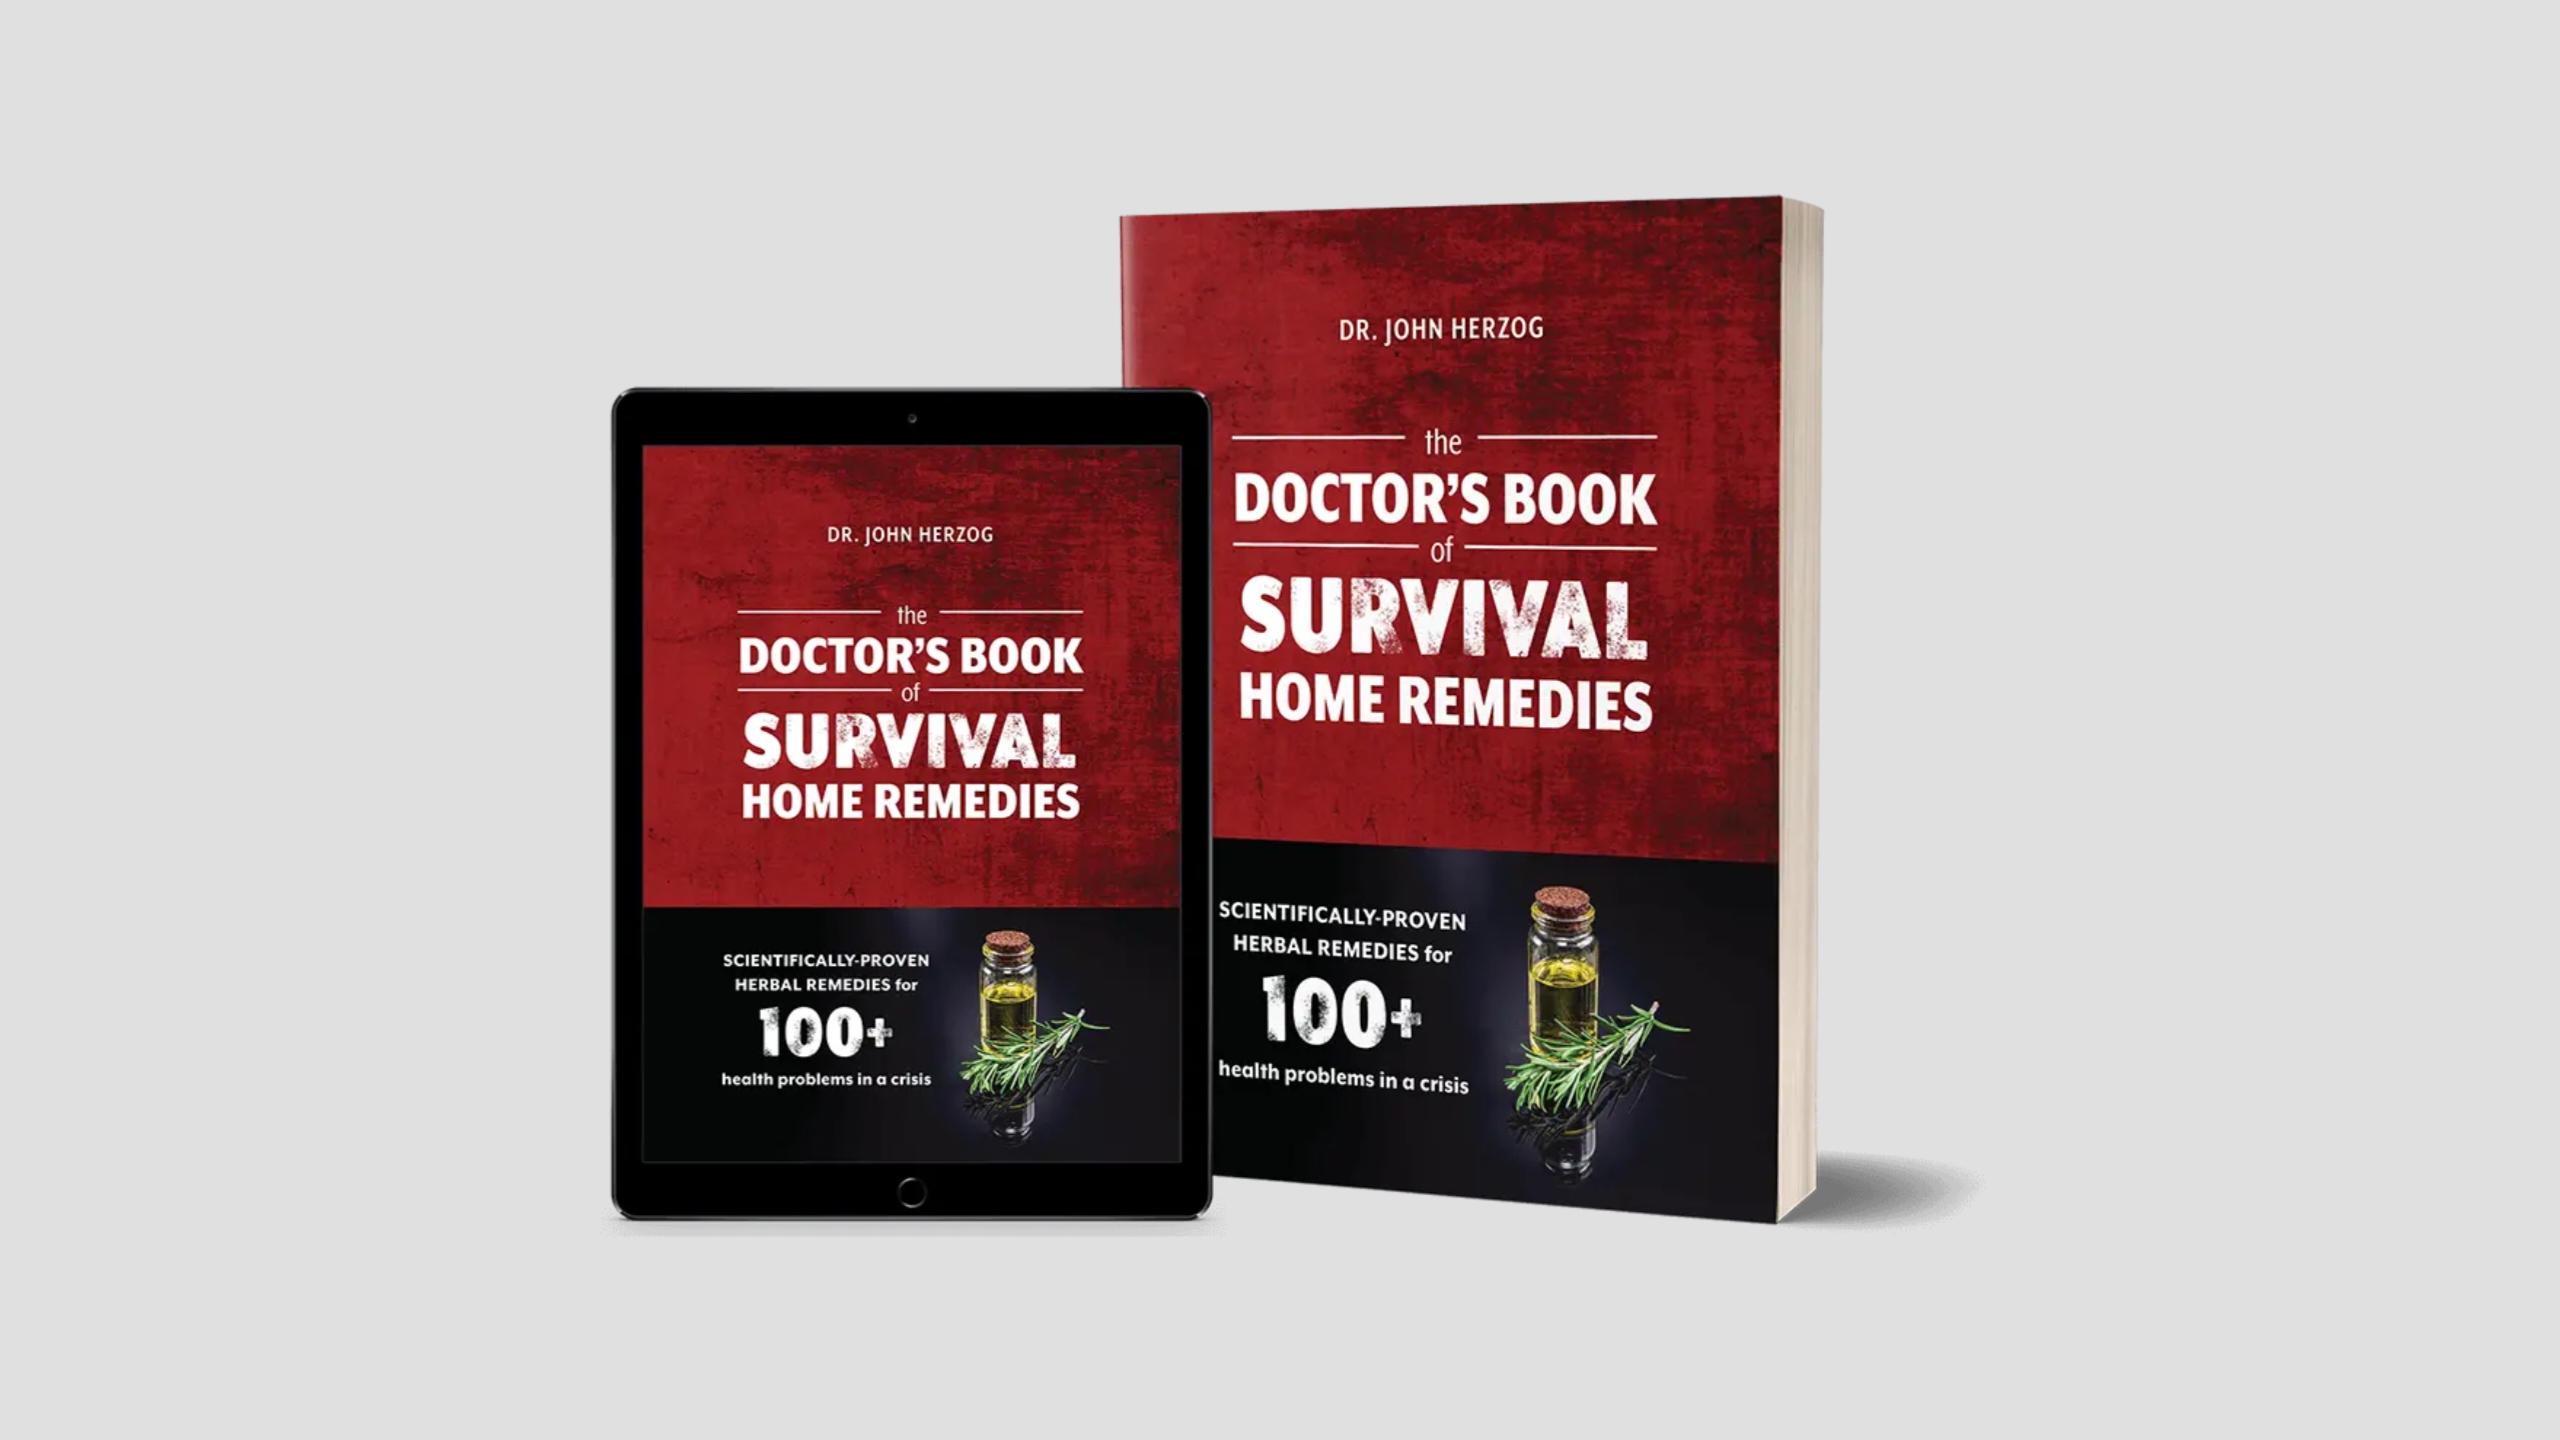 DR. JOHN HERZOG
the
DOCTOR'S BOOK
of
SURVIVAL
HOME REMEDIES
SCIENTIFICALLY-PROVEN
HERBAL REMEDIES for
100+
health problems in a crisis
DR. JOHN HERZOG
the
DOCTOR'S BOOK
of
SURVIVAL
HOME REMEDIES
SCIENTIFICALLY-PROVEN
HERBAL REMEDIES for
100+
health problems in a crisis